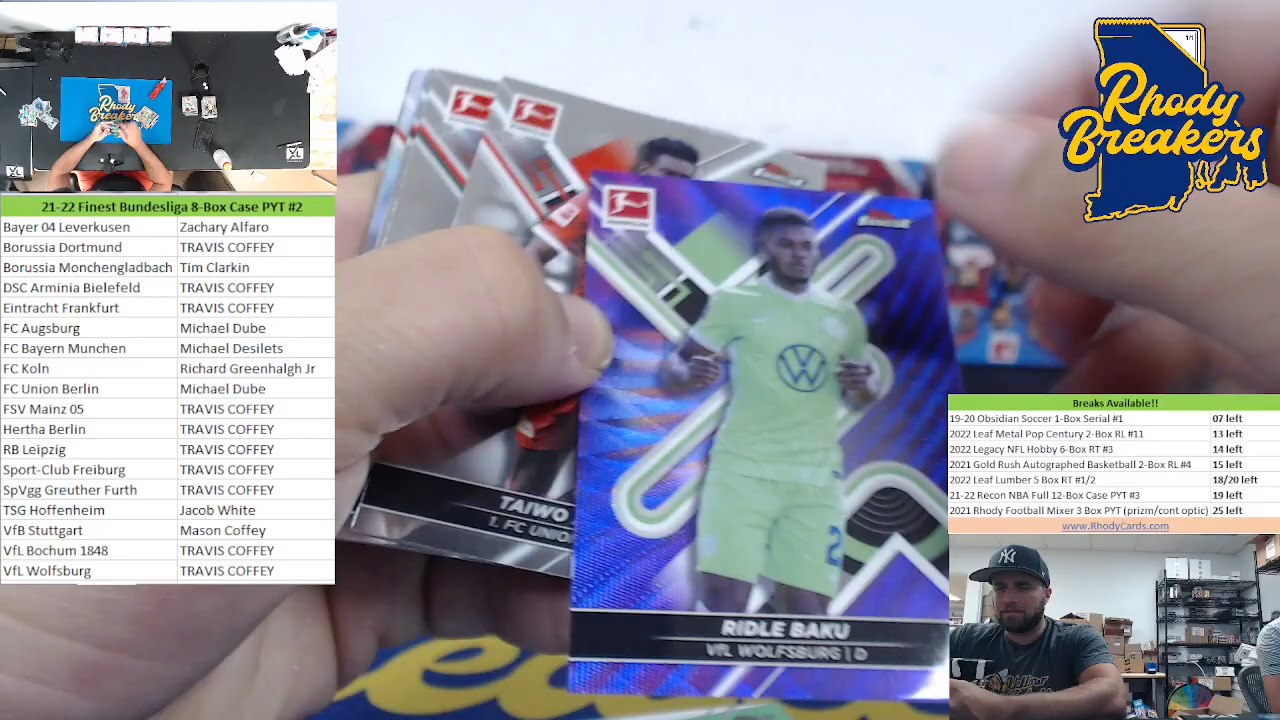 21-22 Finest Bundesliga 8-Box Case PYT #2
Bayer 04 Leverkusen Zachary Alfaro
Borussia Dortmund TRAVIS COFFEY
Borussia Monchengladbach Tim Clarkin
DSC Arminia Bielefeld TRAVIS COFFEY
Eintracht Frankfurt TRAVIS COFFEY
FC Augsburg Michael Dube
FC Bayern Munchen Michael Desilets
FC Koln Richard Greenhalgh Jr
FC Union Berlin Michael Dube
FSV Mainz 05 TRAVIS COFFEY
Hertha Berlin TRAVIS COFFEY
RB Leipzig TRAVIS COFFEY
Sport-Club Freiburg TRAVIS COFFEY
SpVgg Greuther Furth TRAVIS COFFEY
TSG Hoffenheim Jacob White
VfB Stuttgart Mason Coffey
VfL Bochum 1848 TRAVIS COFFEY
VfL Wolfsburg TRAVIS COFFEY
TAIWO
1. FC UNIO
FINEST
2
RIDLE BAKU
VfL WOLFSBURG | D
1/1
Rhody
Breakers
Breaks Available!!
19-20 Obsidian Soccer 1-Box Serial #1 07 left
2022 Leaf Metal Pop Century 2-Box RL #11 13 left
2022 Legacy NFL Hobby 6-Box RT #3 14 left
2021 Gold Rush Autographed Basketball 2-Box RL #4 15 left
2022 Leaf Lumber 5 Box RT #1/2 18/20 left
21-22 Recon NBA Full 12-Box Case PYT #3 19 left
2021 Rhody Football Mixer 3 Box PYT (prizm/cont optic) 25 left
www.RhodyCards.com